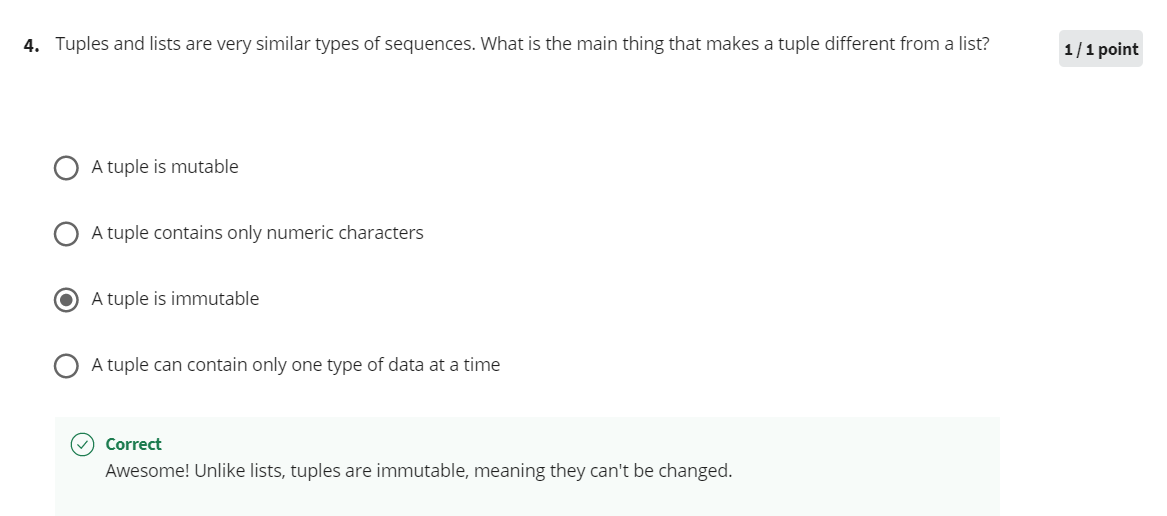 4. Tuples and lists are very similar types of sequences. What is the main thing that makes a tuple different from a list?
1 / 1 point
A tuple is mutable
A tuple contains only numeric characters
A tuple is immutable
A tuple can contain only one type of data at a time
Correct
Awesome! Unlike lists, tuples are immutable, meaning they can't be changed.